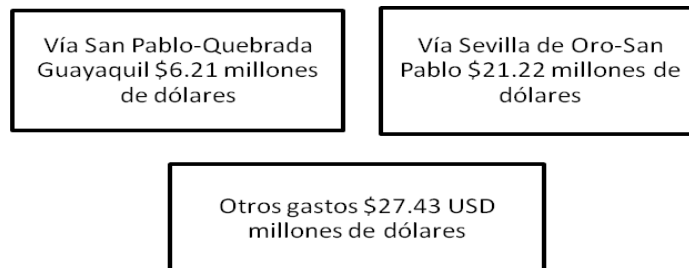 Vía San Pablo-Quebrada
Guayaquil $6.21 millones
de dólares
Vía Sevilla de Oro-San
Pablo $21.22 millones de
dólares
Otros gastos $27.43 USD
millones de dólares